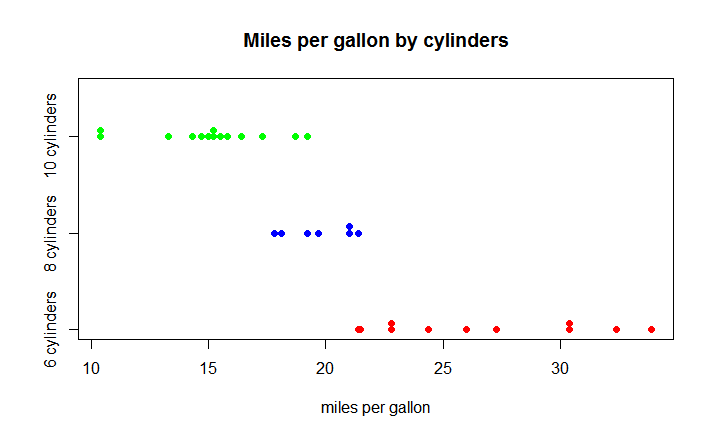 Miles per gallon by cylinders
10 cylinders
8 cylinders
6 cylinders
10 15 20 25 30
miles per gallon